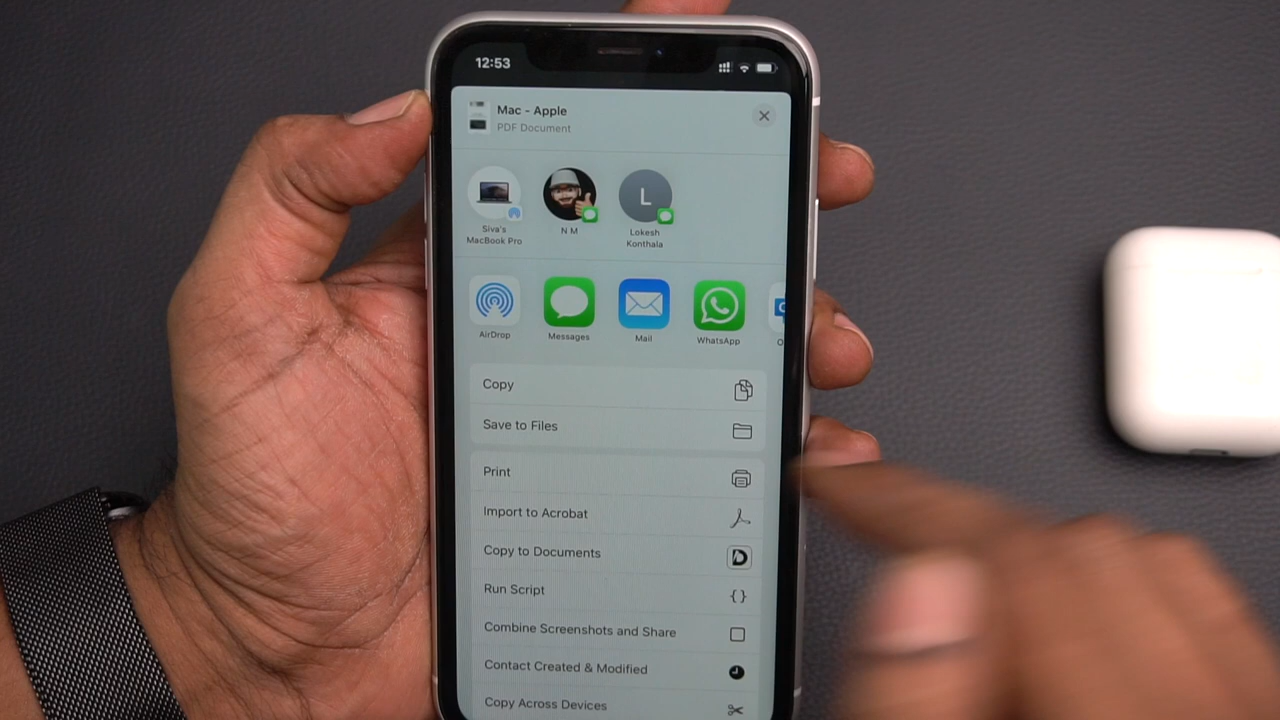 12:53
Mac - Apple
PDF Document
L
Siva's
MacBook Pro
N M
Lokesh
Konthala
AirDrop
Messages
Mail
WhatsApp
O
Copy
Save to Files
Print
Import to Acrobat
Copy to Documents
D
Run Script
{ }
Combine Screenshots and Share
Contact Created & Modified
Copy Across Devices